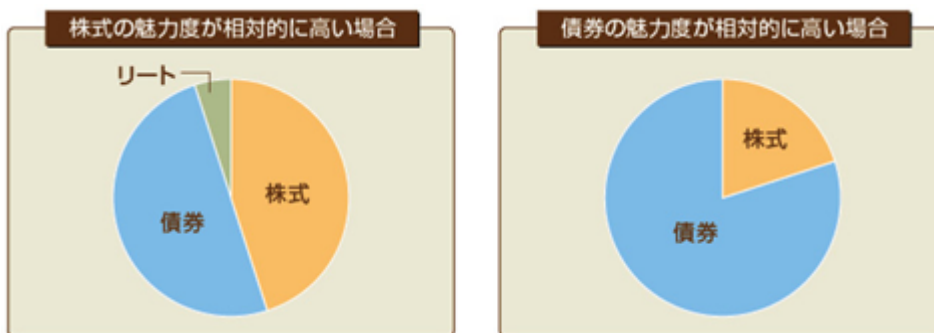 株式の魅力度が相対的に高い場合
リート
株式
債券
債券の魅力度が相対的に高い場合
株式
債券